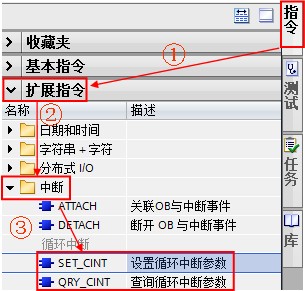 指令
收藏夹
①
基本指令
扩展指令
名称 描述
②
日期和时间
字符串 + 字符
分布式 I/O
中断
③
ATTACH 关联OB与中断事件
DETACH 断开 OB 与中断事件
循环中断
SET_CINT 设置循环中断参数
QRY_CINT 查询循环中断参数
测试
任务
库